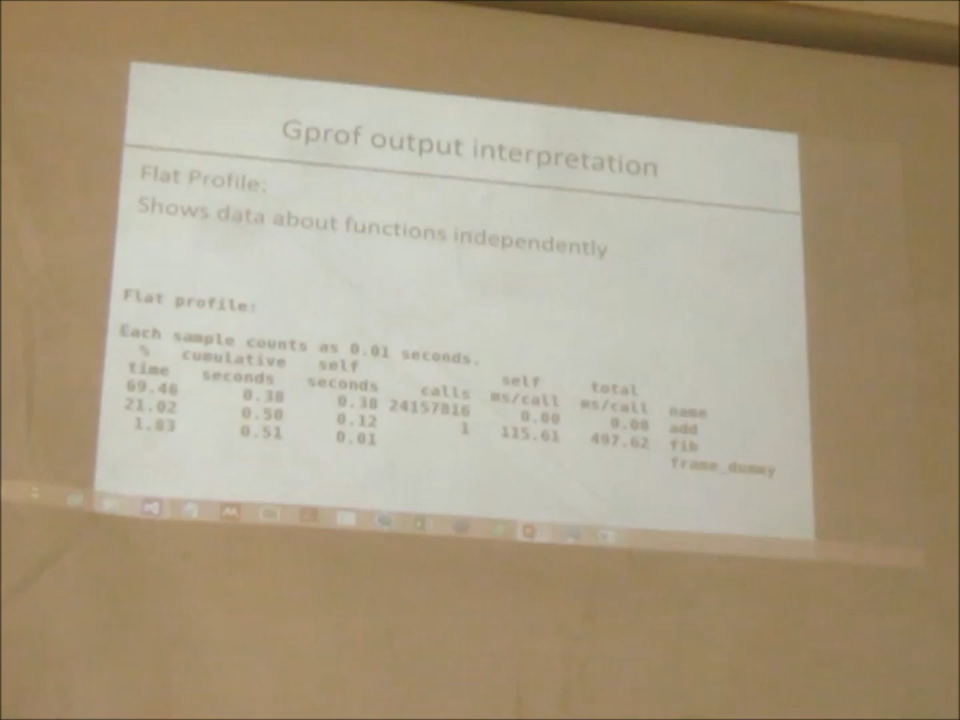 Gprof output interpretation
Flat Profile:
Shows data about functions independently
Flat profile:
Each sample counts as 0.01 seconds.
% cumulative self self total
time seconds seconds calls ms/call ms/call name
69.46 0.38 0.38 24157816 0.00 0.00 add
21.02 0.50 0.12 1 115.61 497.62 fib
1.83 0.51 0.01 frame_dummy